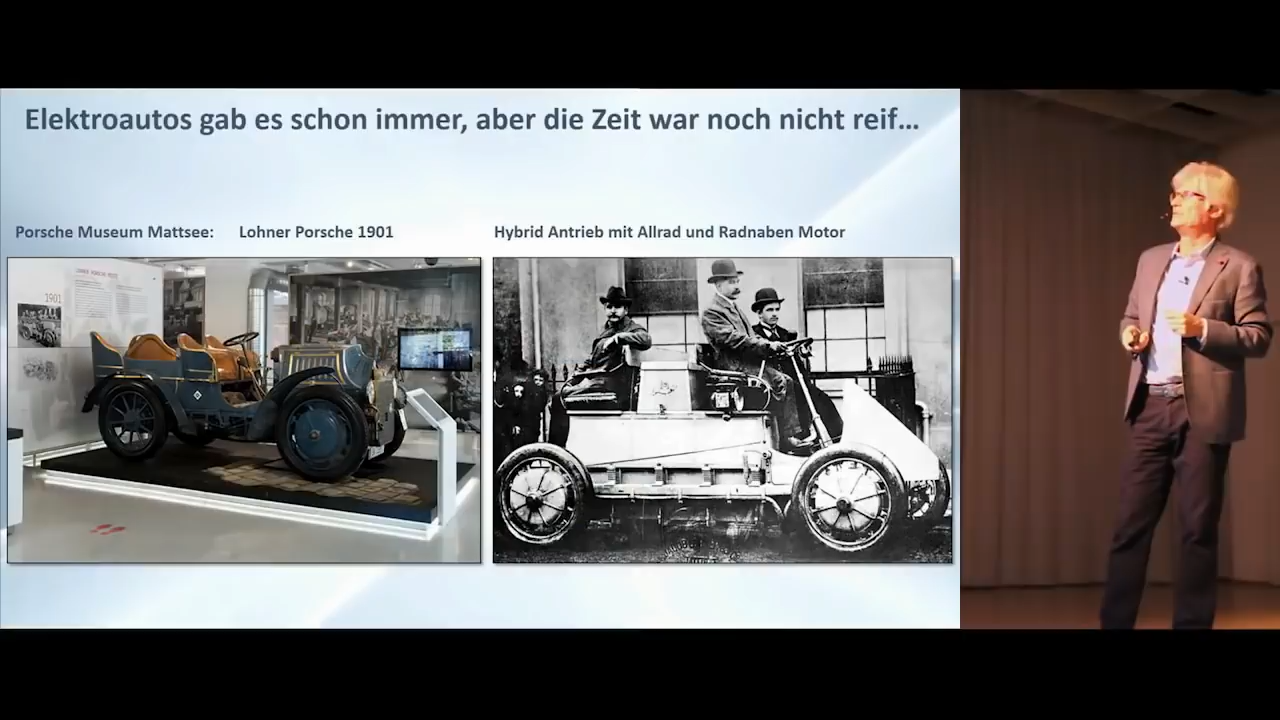 Elektroautos gab es schon immer, aber die Zeit war noch nicht reif...
Porsche Museum Mattsee: Lohner Porsche 1901
Hybrid Antrieb mit Allrad und Radnaben Motor
1901